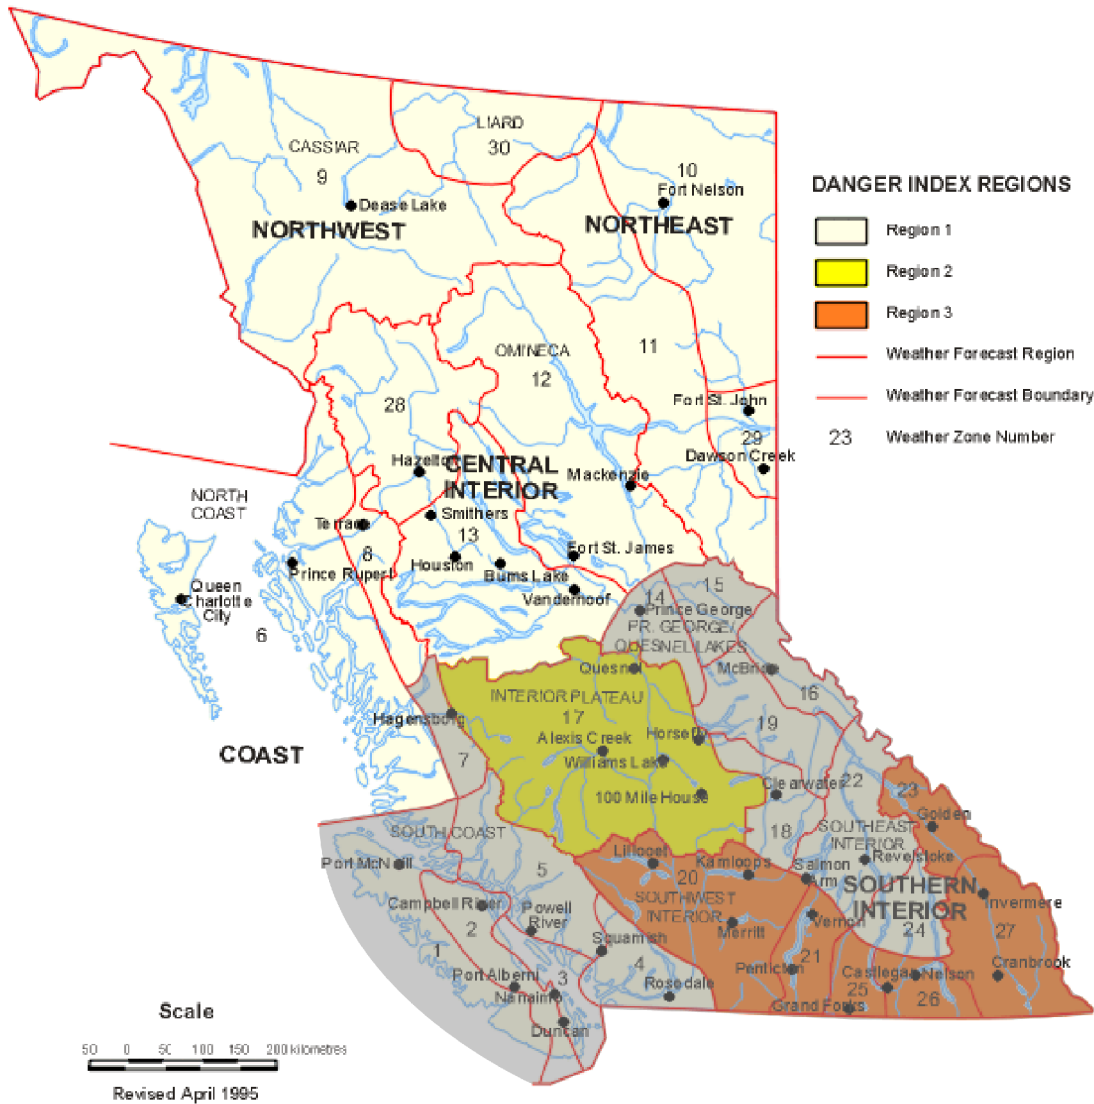 CASSIAR
9
Dease Lake
NORTHWEST
LIARD
30
10
Fort Nelson
NORTHEAST
DANGER INDEX REGIONS
Region 1
Region 2
Region 3
Weather Forecast Region
Weather Forecast Boundary
23 Weather Zone Number
OMINECA
12
11
28
Fort St. John
29
Dawson Creek
Hazelton
CENTRAL
INTERIOR
Mackenzie
Smithers
13
NORTH
COAST
Terrace
8
Prince Rupert
Houston
Burns Lake
Fort St. James
Vanderhoof
Queen
Charlotte
City
6
15
14
Prince George
PR. GEORGE/
QUESNEL LAKES
Quesnel
McBride
16
INTERIOR PLATEAU
17
Hagensborg
Alexis Creek
Horsefly
19
Williams Lake
COAST
7
100 Mile House
Clearwater
22
23
Golden
SOUTH COAST
18
SOUTHEAST
INTERIOR
Revelstoke
Port McNeill
5
Lillooet
20
Kamloops
Salmon
Arm
SOUTHERN
INTERIOR
Invermere
Campbell River
2
Powell
River
SOUTHWEST
INTERIOR
Merritt
Vernon
24
27
1
Squamish
4
Port Alberni
3
Nanaimo
Rosedale
Penticton
21
Castlegar
Nelson
Cranbrook
25
26
Grand Forks
Duncan
Scale
50 0 50 100 150 200 kilometres
Revised April 1995